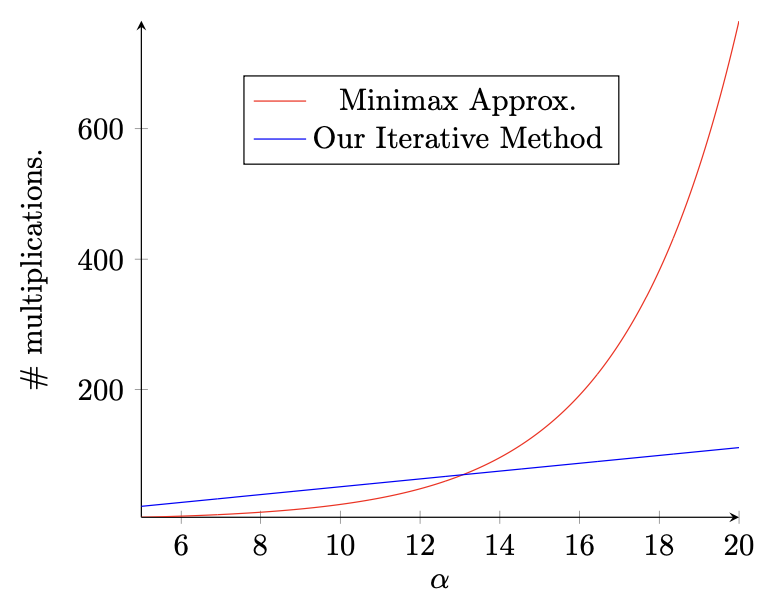 Minimax Approx.
Our Iterative Method
# multiplications.
600
400
200
6 8 10 12 14 16 18 20
α